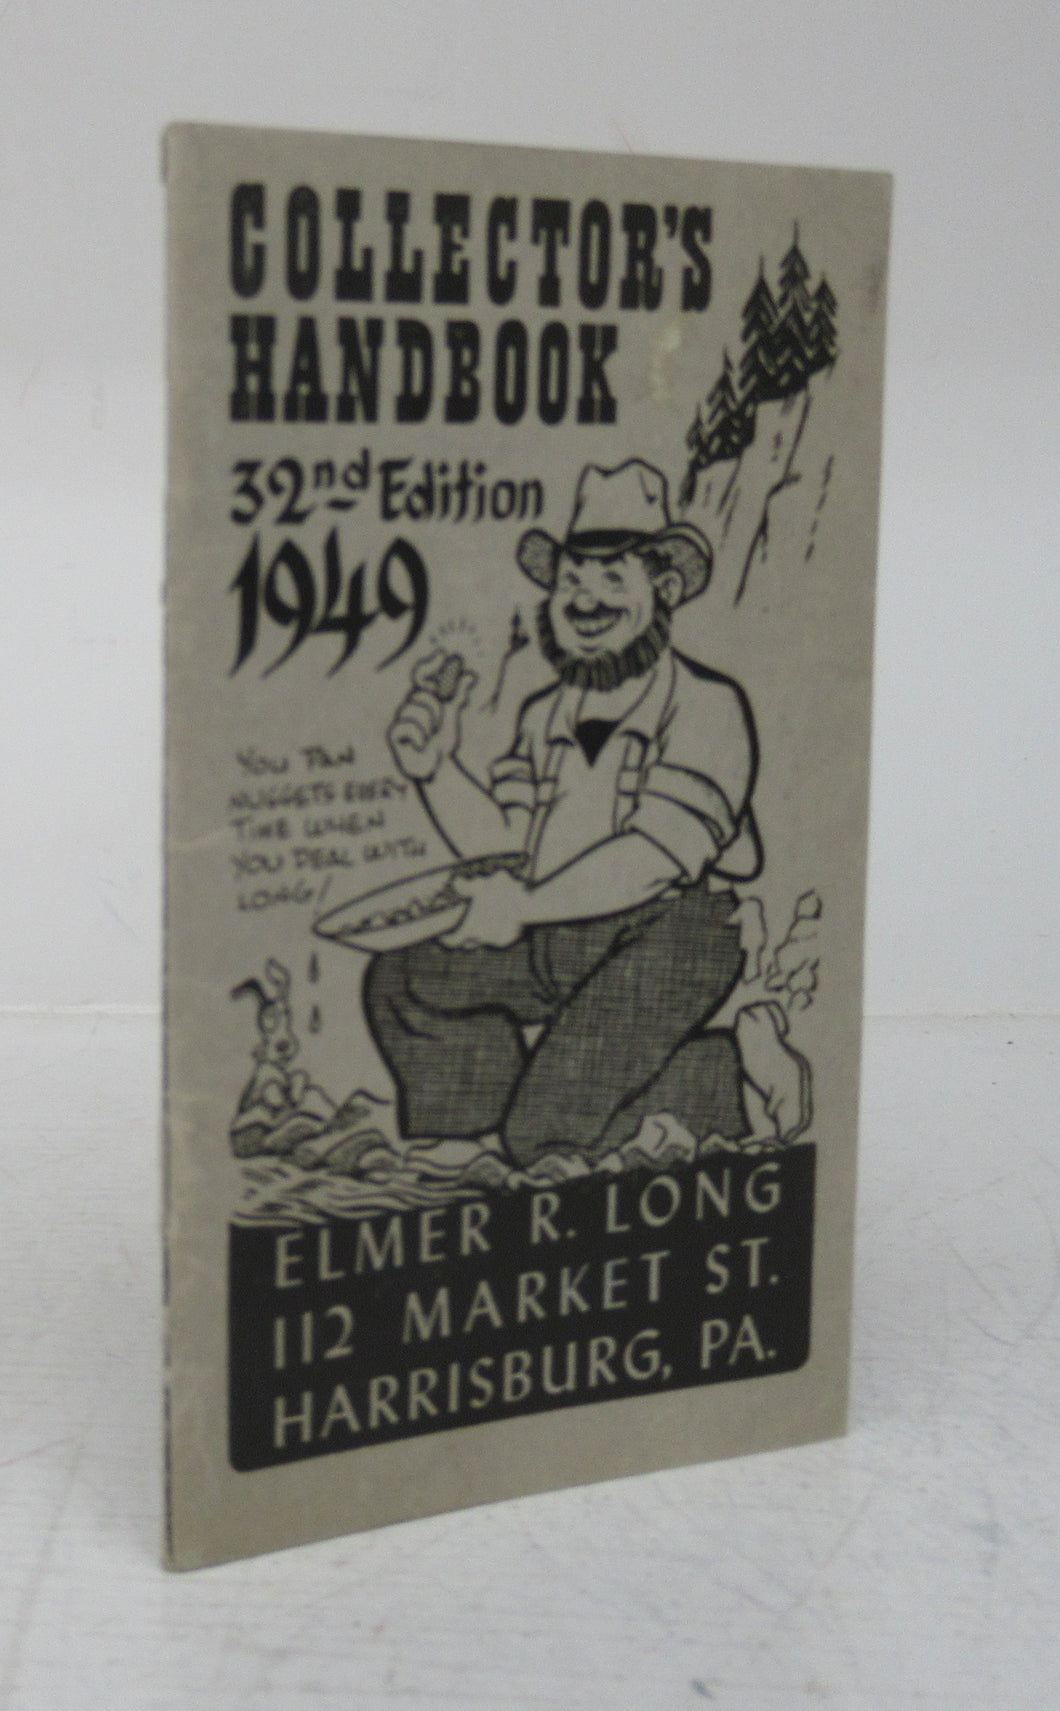 COLLECTOR'S
HANDBOOK
32nd Edition
1949
YOU PAN
NUGGETS EVERY
TIME WHEN
YOU DEAL WITH
LONG!
ELMER R. LONG
112 MARKET ST.
HARRISBURG, PA.